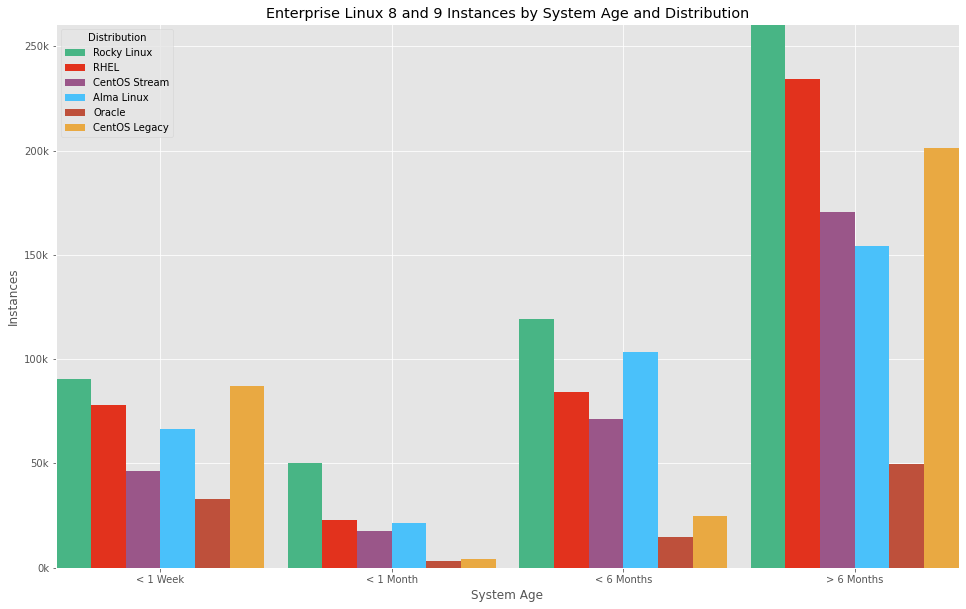 Enterprise Linux 8 and 9 Instances by System Age and Distribution
Distribution
Rocky Linux
RHEL
CentOS Stream
Alma Linux
Oracle
CentOS Legacy
250k
200k
150k
100k
50k
0k
Instances
< 1 Week
< 1 Month
< 6 Months
> 6 Months
System Age